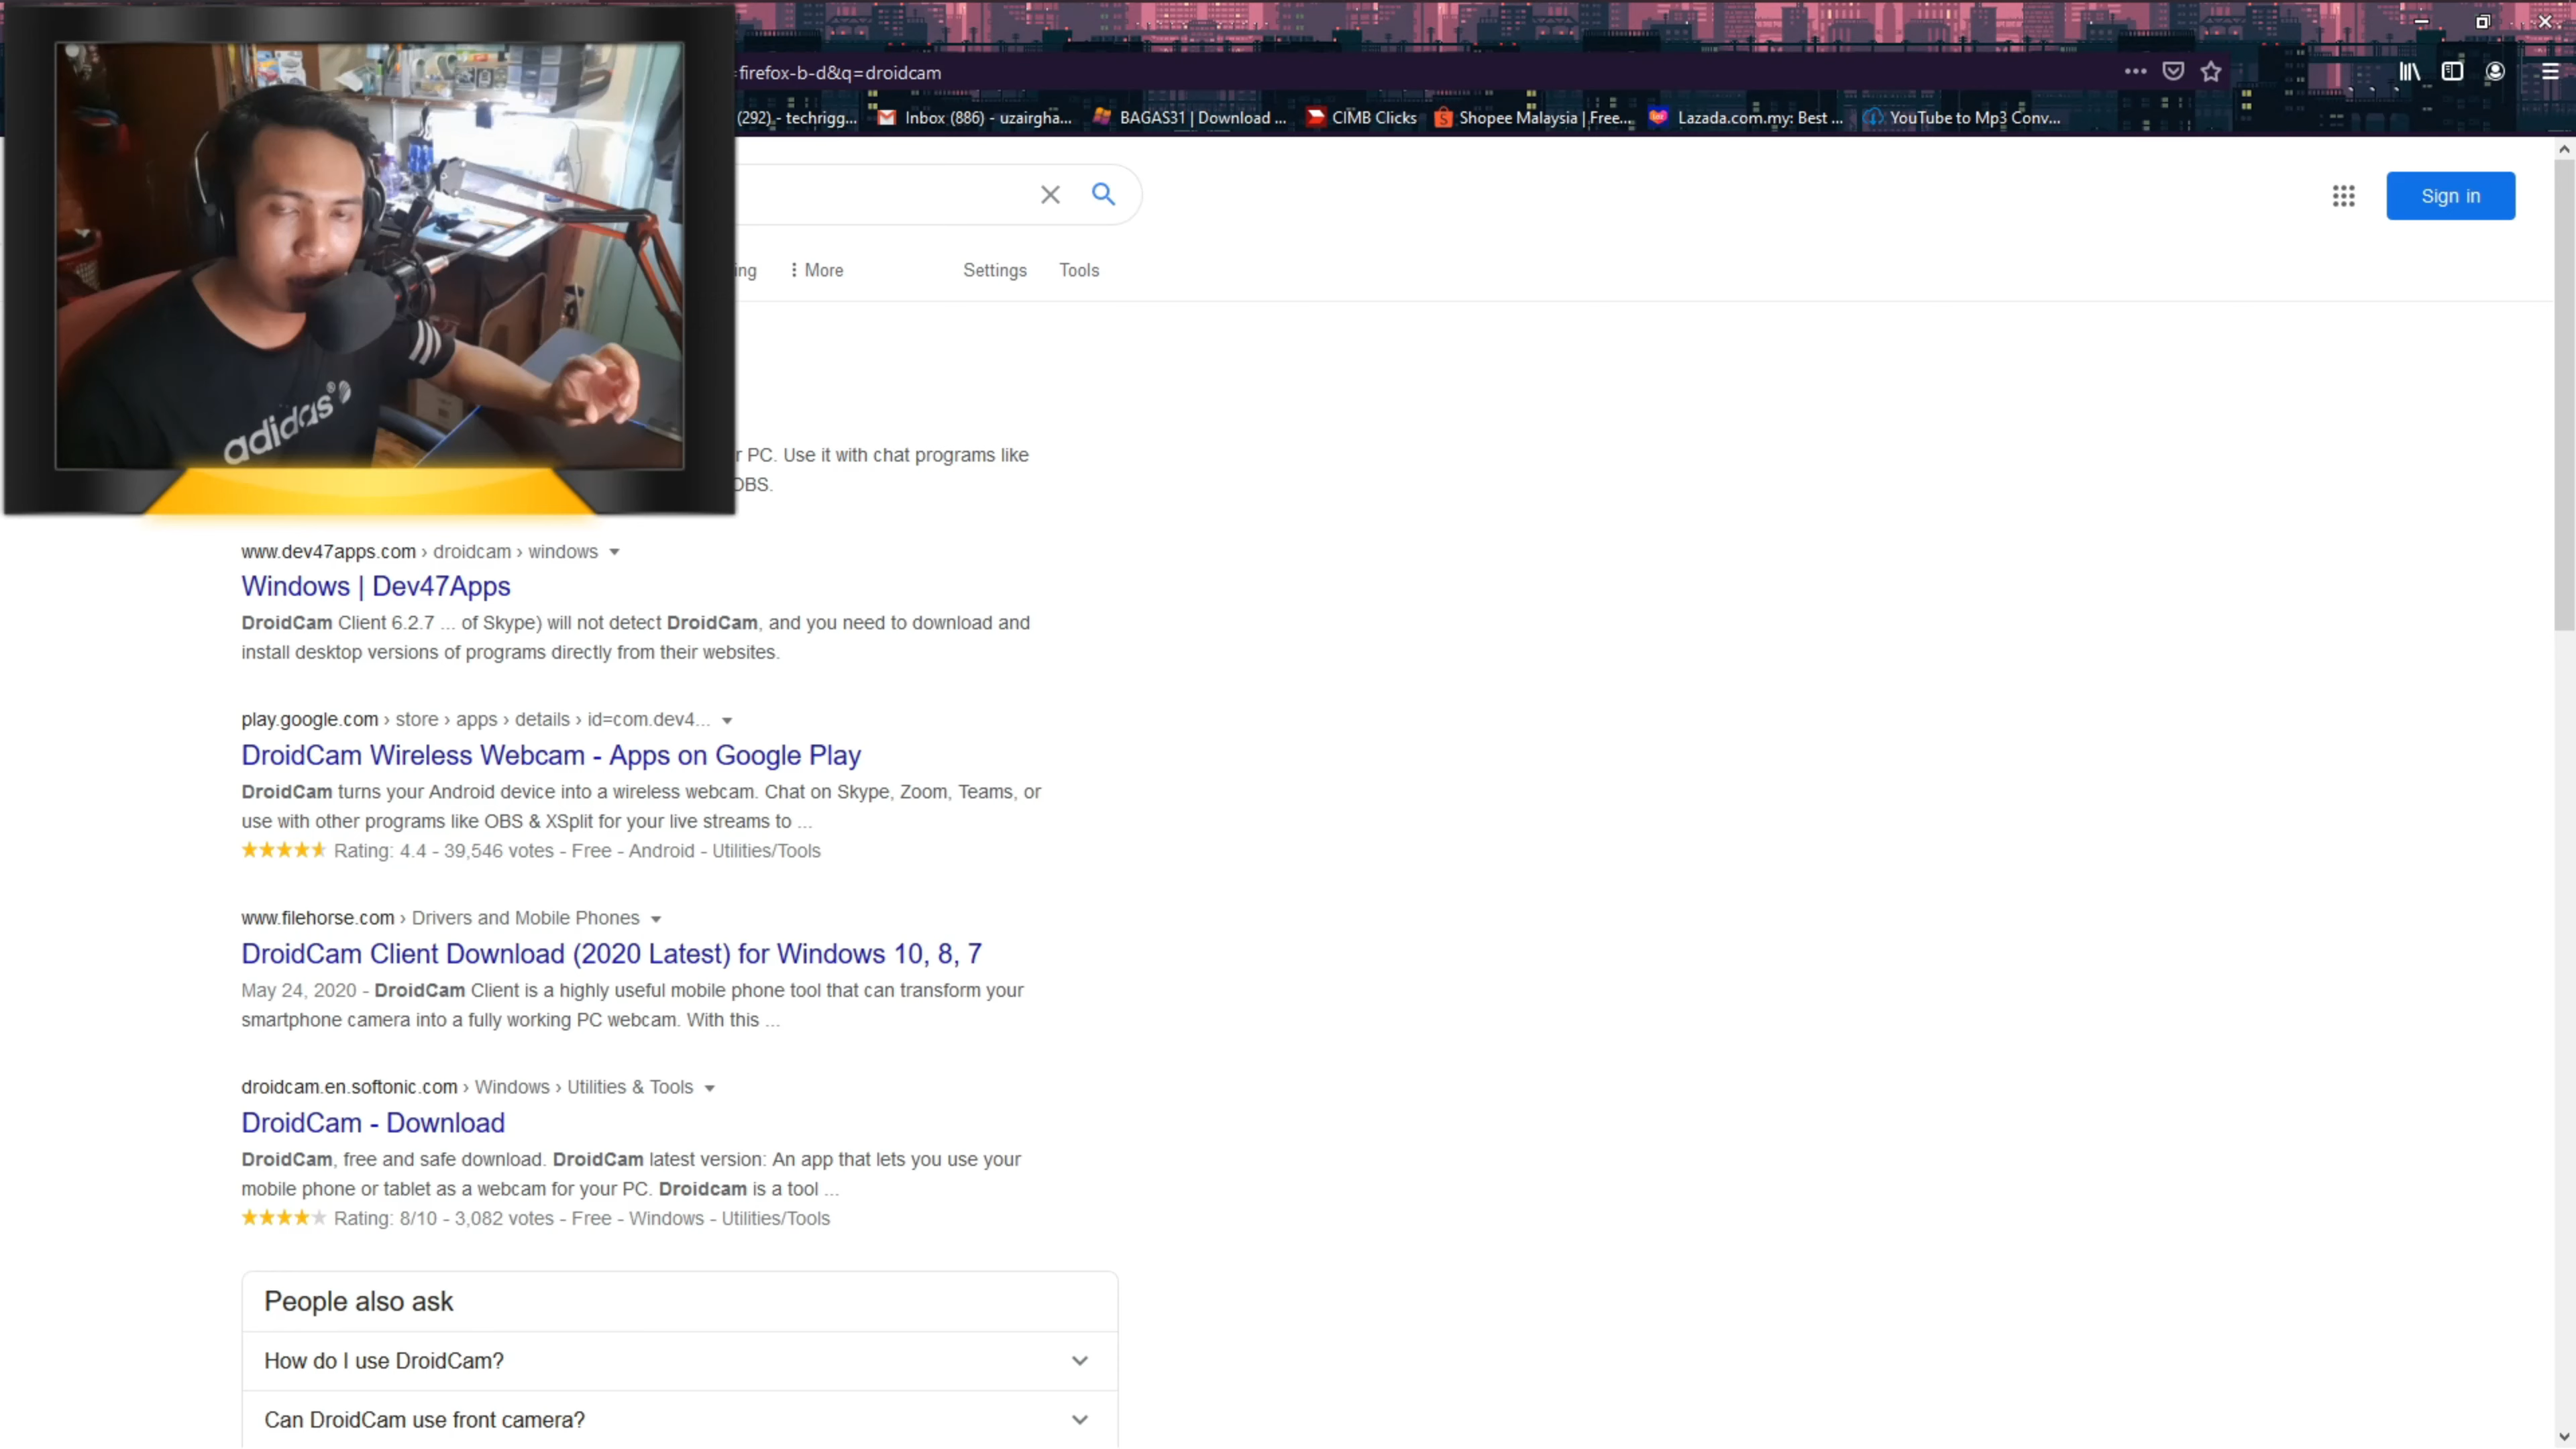 =firefox-b-d&q=droidcam
(292) - techrigg... Inbox (886) - uzairgha... BAGAS31 | Download ... CIMB Clicks Shopee Malaysia | Free... Lazada.com.my: Best ... YouTube to Mp3 Conv...
Sign in
ing More Settings Tools
adidas
r PC. Use it with chat programs like
OBS.
www.dev47apps.com › droidcam › windows
Windows | Dev47Apps
DroidCam Client 6.2.7 ... of Skype) will not detect DroidCam, and you need to download and
install desktop versions of programs directly from their websites.
play.google.com › store › apps › details › id=com.dev4...
DroidCam Wireless Webcam - Apps on Google Play
DroidCam turns your Android device into a wireless webcam. Chat on Skype, Zoom, Teams, or
use with other programs like OBS & XSplit for your live streams to ...
Rating: 4.4 - 39,546 votes - Free - Android - Utilities/Tools
www.filehorse.com › Drivers and Mobile Phones
DroidCam Client Download (2020 Latest) for Windows 10, 8, 7
May 24, 2020 - DroidCam Client is a highly useful mobile phone tool that can transform your
smartphone camera into a fully working PC webcam. With this ...
droidcam.en.softonic.com › Windows › Utilities & Tools
DroidCam - Download
DroidCam, free and safe download. DroidCam latest version: An app that lets you use your
mobile phone or tablet as a webcam for your PC. Droidcam is a tool ...
Rating: 8/10 - 3,082 votes - Free - Windows - Utilities/Tools
People also ask
How do I use DroidCam?
Can DroidCam use front camera?